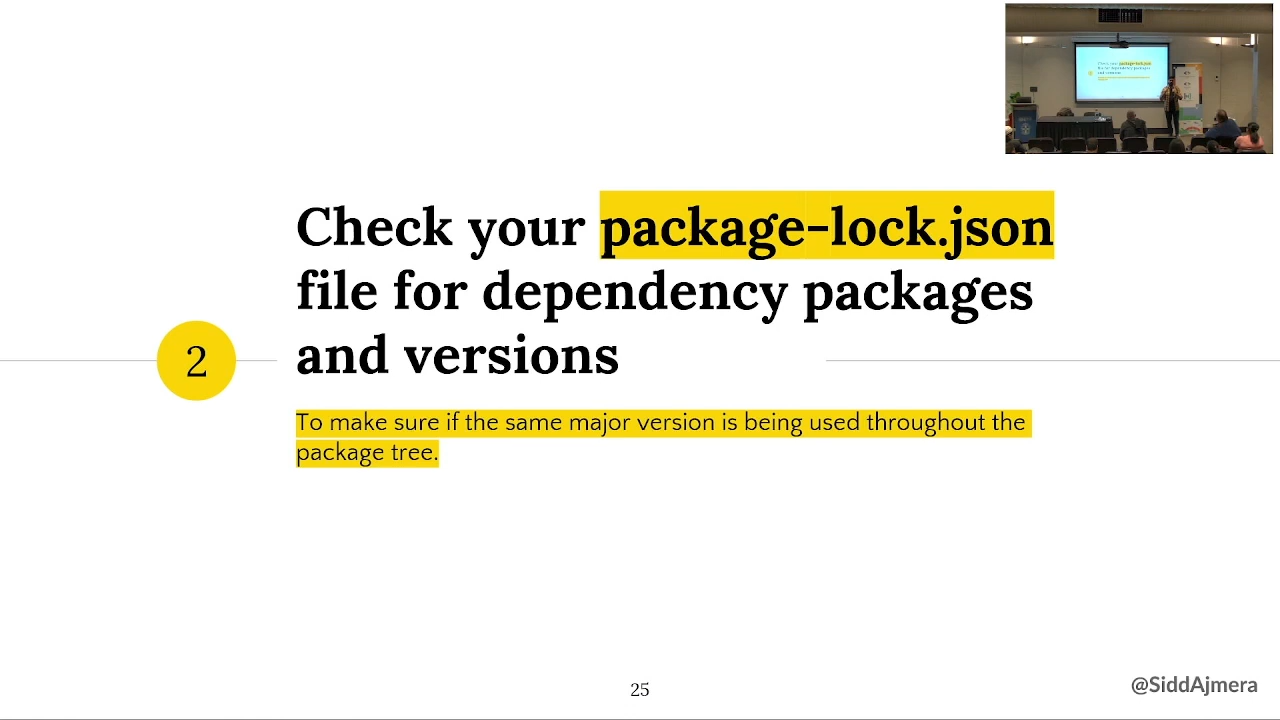 Check your package-lock.json
file for dependency packages
and versions
2
To make sure if the same major version is being used throughout the
package tree.
25
@SiddAjmera